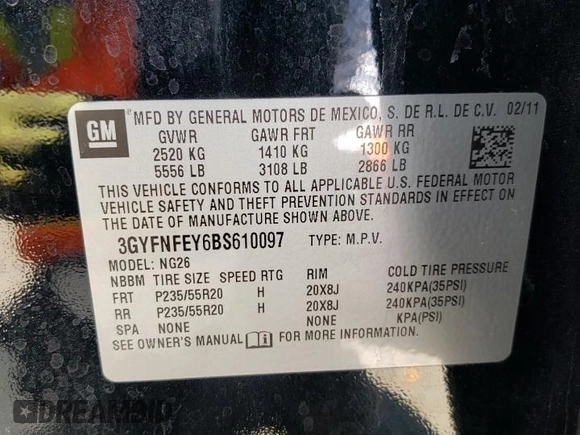 GM
MFD BY GENERAL MOTORS DE MEXICO, S. DE R.L. DE C.V. 02/11
GVWR GAWR FRT GAWR RR
2520 KG 1410 KG 1300 KG
5556 LB 3108 LB 2866 LB
THIS VEHICLE CONFORMS TO ALL APPLICABLE U.S. FEDERAL MOTOR
VEHICLE SAFETY AND THEFT PREVENTION STANDARDS IN EFFECT ON
THE DATE OF MANUFACTURE SHOWN ABOVE.
3GYFNFEY6BS610097 TYPE: M.P.V.
MODEL: NG26
NBBM TIRE SIZE SPEED RTG RIM COLD TIRE PRESSURE
FRT P235/55R20 H 20X8J 240KPA(35PSI)
RR P235/55R20 H 20X8J 240KPA(35PSI)
SPA NONE NONE KPA(PSI)
SEE OWNER'S MANUAL FOR MORE INFORMATION.
DREAMBID